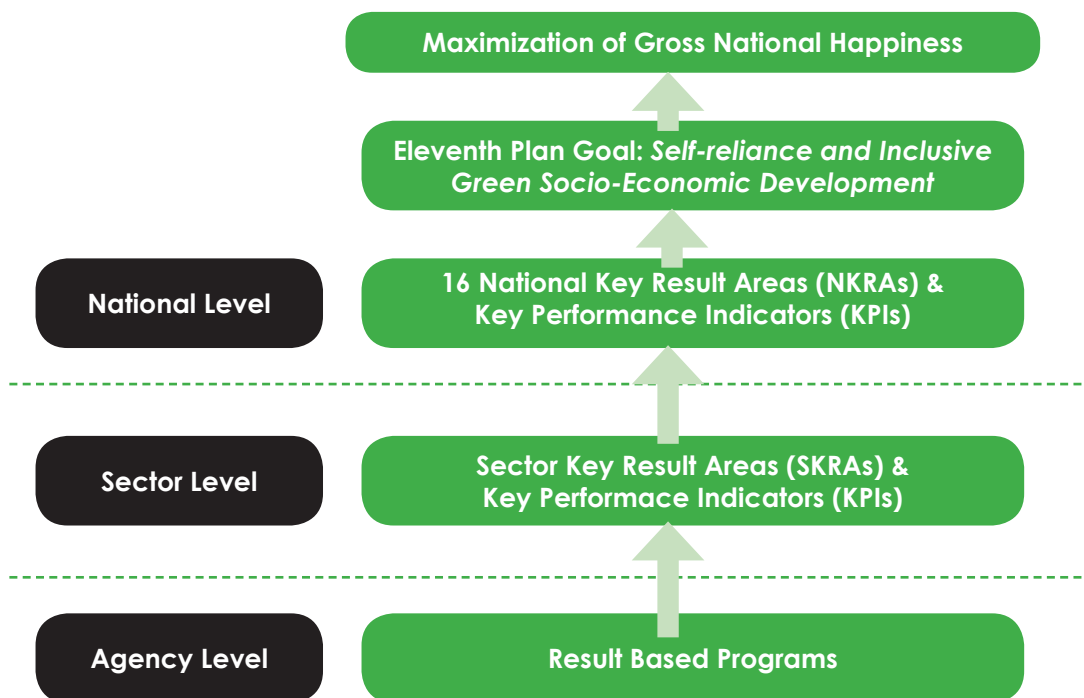 Maximization of Gross National Happiness
Eleventh Plan Goal: Self-reliance and Inclusive
Green Socio-Economic Development
National Level
16 National Key Result Areas (NKRAs) &
Key Performance Indicators (KPIs)
Sector Level
Sector Key Result Areas (SKRAs) &
Key Performace Indicators (KPIs)
Agency Level
Result Based Programs